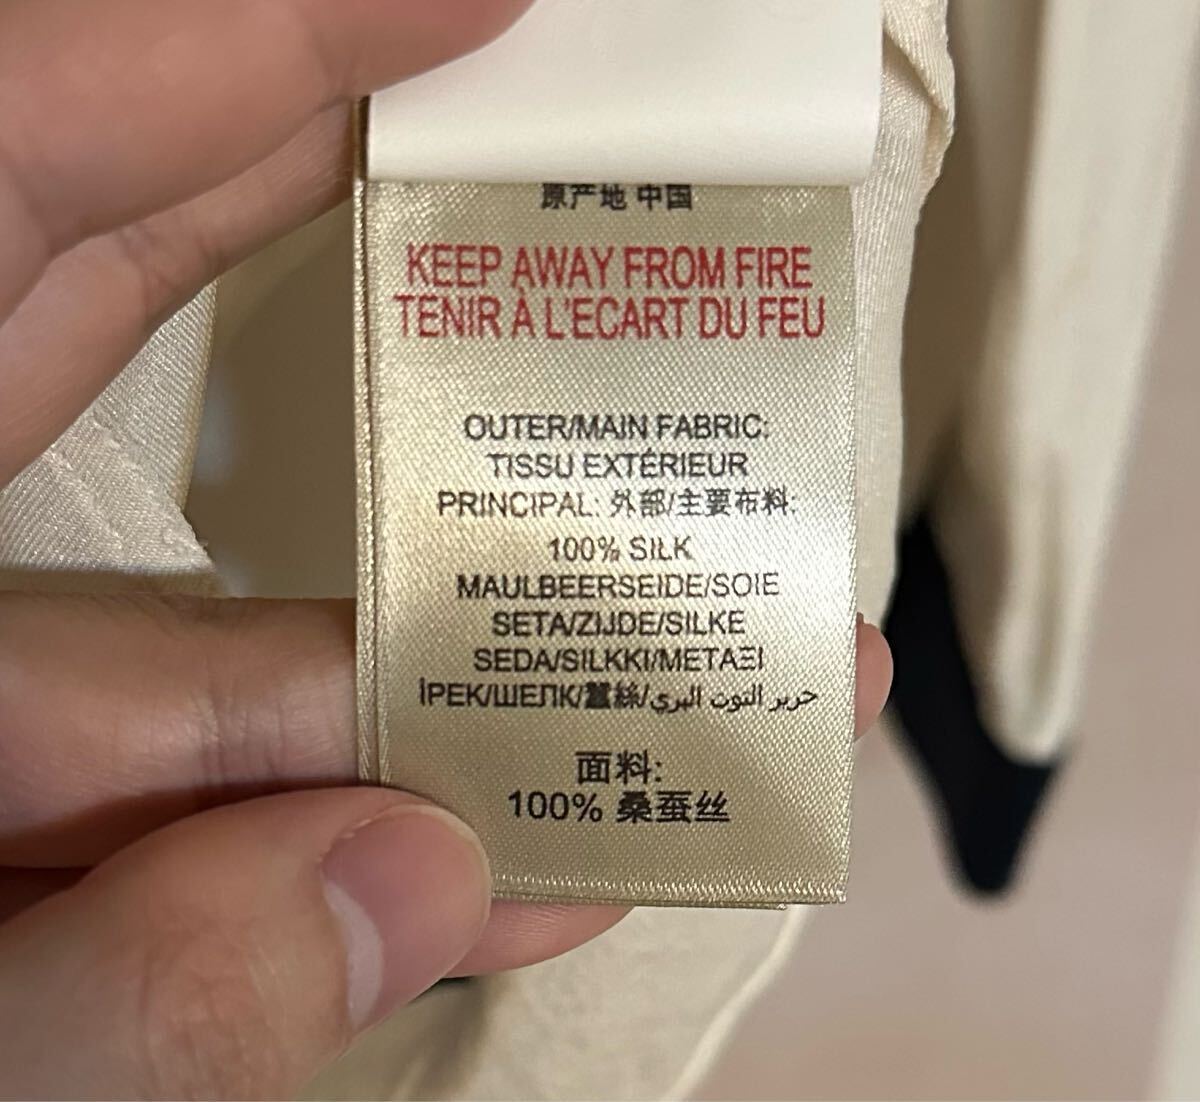 原产地 中国
KEEP AWAY FROM FIRE
TENIR À L'ECART DU FEU
OUTER/MAIN FABRIC:
TISSU EXTÉRIEUR
PRINCIPAL: 外部/主要布料:
100% SILK
MAULBEERSEIDE/SOIE
SETA/ZIJDE/SILKE
SEDA/SILKKI/ΜΕΤΑΞΙ
İPEK/ШЕЛК/蠶絲/حرير التوت البري
面料:
100% 桑蚕丝